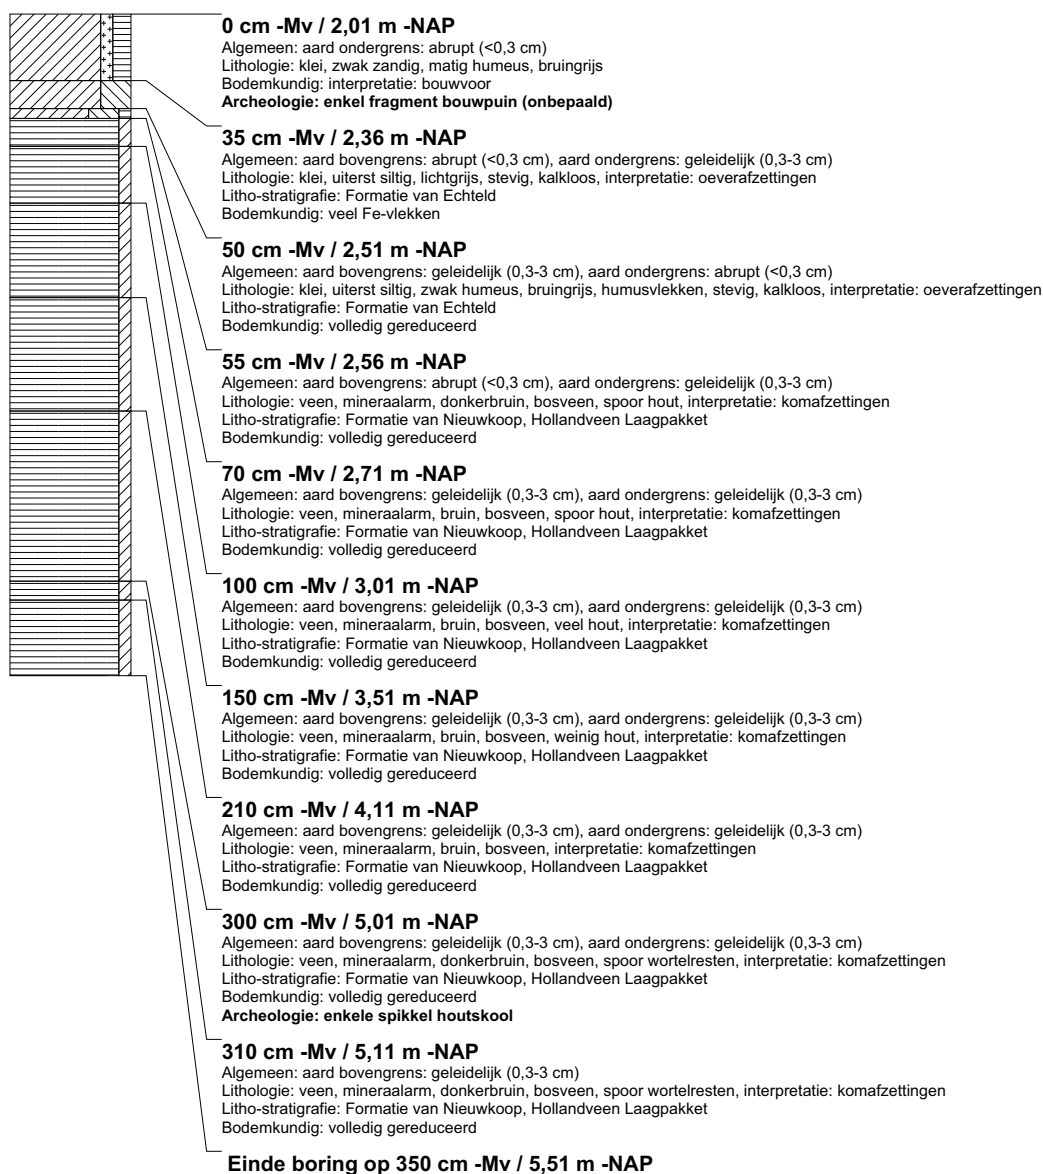 0 cm -Mv / 2,01 m -NAP
Algemeen: aard ondergrens: abrupt (<0,3 cm)
Lithologie: klei, zwak zandig, matig humeus, bruingrijs
Bodemkundig: interpretatie: bouwvoor
Archeologie: enkel fragment bouwpuin (onbepaald)
35 cm -Mv / 2,36 m -NAP
Algemeen: aard bovengrens: abrupt (<0,3 cm), aard ondergrens: geleidelijk (0,3-3 cm)
Lithologie: klei, uiterst siltig, lichtgrijs, stevig, kalkloos, interpretatie: oeverafzettingen
Litho-stratigrafie: Formatie van Echteld
Bodemkundig: veel Fe-vlekken
50 cm -Mv / 2,51 m -NAP
Algemeen: aard bovengrens: geleidelijk (0,3-3 cm), aard ondergrens: abrupt (<0,3 cm)
Lithologie: klei, uiterst siltig, zwak humeus, bruingrijs, humusvlekken, stevig, kalkloos, interpretatie: oeverafzettingen
Litho-stratigrafie: Formatie van Echteld
Bodemkundig: volledig gereduceerd
55 cm -Mv / 2,56 m -NAP
Algemeen: aard bovengrens: abrupt (<0,3 cm), aard ondergrens: geleidelijk (0,3-3 cm)
Lithologie: veen, mineraalarm, donkerbruin, bosveen, spoor hout, interpretatie: komafzettingen
Litho-stratigrafie: Formatie van Nieuwkoop, Hollandveen Laagpakket
Bodemkundig: volledig gereduceerd
70 cm -Mv / 2,71 m -NAP
Algemeen: aard bovengrens: geleidelijk (0,3-3 cm), aard ondergrens: geleidelijk (0,3-3 cm)
Lithologie: veen, mineraalarm, bruin, bosveen, spoor hout, interpretatie: komafzettingen
Litho-stratigrafie: Formatie van Nieuwkoop, Hollandveen Laagpakket
Bodemkundig: volledig gereduceerd
100 cm -Mv / 3,01 m -NAP
Algemeen: aard bovengrens: geleidelijk (0,3-3 cm), aard ondergrens: geleidelijk (0,3-3 cm)
Lithologie: veen, mineraalarm, bruin, bosveen, veel hout, interpretatie: komafzettingen
Litho-stratigrafie: Formatie van Nieuwkoop, Hollandveen Laagpakket
Bodemkundig: volledig gereduceerd
150 cm -Mv / 3,51 m -NAP
Algemeen: aard bovengrens: geleidelijk (0,3-3 cm), aard ondergrens: geleidelijk (0,3-3 cm)
Lithologie: veen, mineraalarm, bruin, bosveen, weinig hout, interpretatie: komafzettingen
Litho-stratigrafie: Formatie van Nieuwkoop, Hollandveen Laagpakket
Bodemkundig: volledig gereduceerd
210 cm -Mv / 4,11 m -NAP
Algemeen: aard bovengrens: geleidelijk (0,3-3 cm), aard ondergrens: geleidelijk (0,3-3 cm)
Lithologie: veen, mineraalarm, bruin, bosveen, interpretatie: komafzettingen
Litho-stratigrafie: Formatie van Nieuwkoop, Hollandveen Laagpakket
Bodemkundig: volledig gereduceerd
300 cm -Mv / 5,01 m -NAP
Algemeen: aard bovengrens: geleidelijk (0,3-3 cm), aard ondergrens: geleidelijk (0,3-3 cm)
Lithologie: veen, mineraalarm, donkerbruin, bosveen, spoor wortelresten, interpretatie: komafzettingen
Litho-stratigrafie: Formatie van Nieuwkoop, Hollandveen Laagpakket
Bodemkundig: volledig gereduceerd
Archeologie: enkele spikkel houtskool
310 cm -Mv / 5,11 m -NAP
Algemeen: aard bovengrens: geleidelijk (0,3-3 cm)
Lithologie: veen, mineraalarm, donkerbruin, bosveen, spoor wortelresten, interpretatie: komafzettingen
Litho-stratigrafie: Formatie van Nieuwkoop, Hollandveen Laagpakket
Bodemkundig: volledig gereduceerd
Einde boring op 350 cm -Mv / 5,51 m -NAP